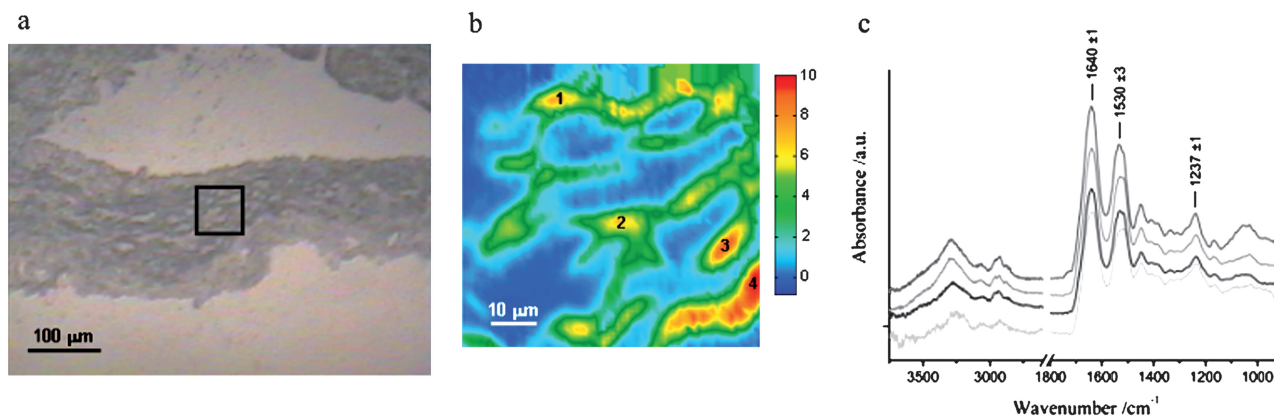 a
100 µm
b
1
2
3
4
10 µm
10
8
6
4
2
0
c
1640 ±1
1530 ±3
1237 ±1
Absorbance /a.u.
3500 3000 1800 1600 1400 1200 1000
Wavenumber /cm⁻¹